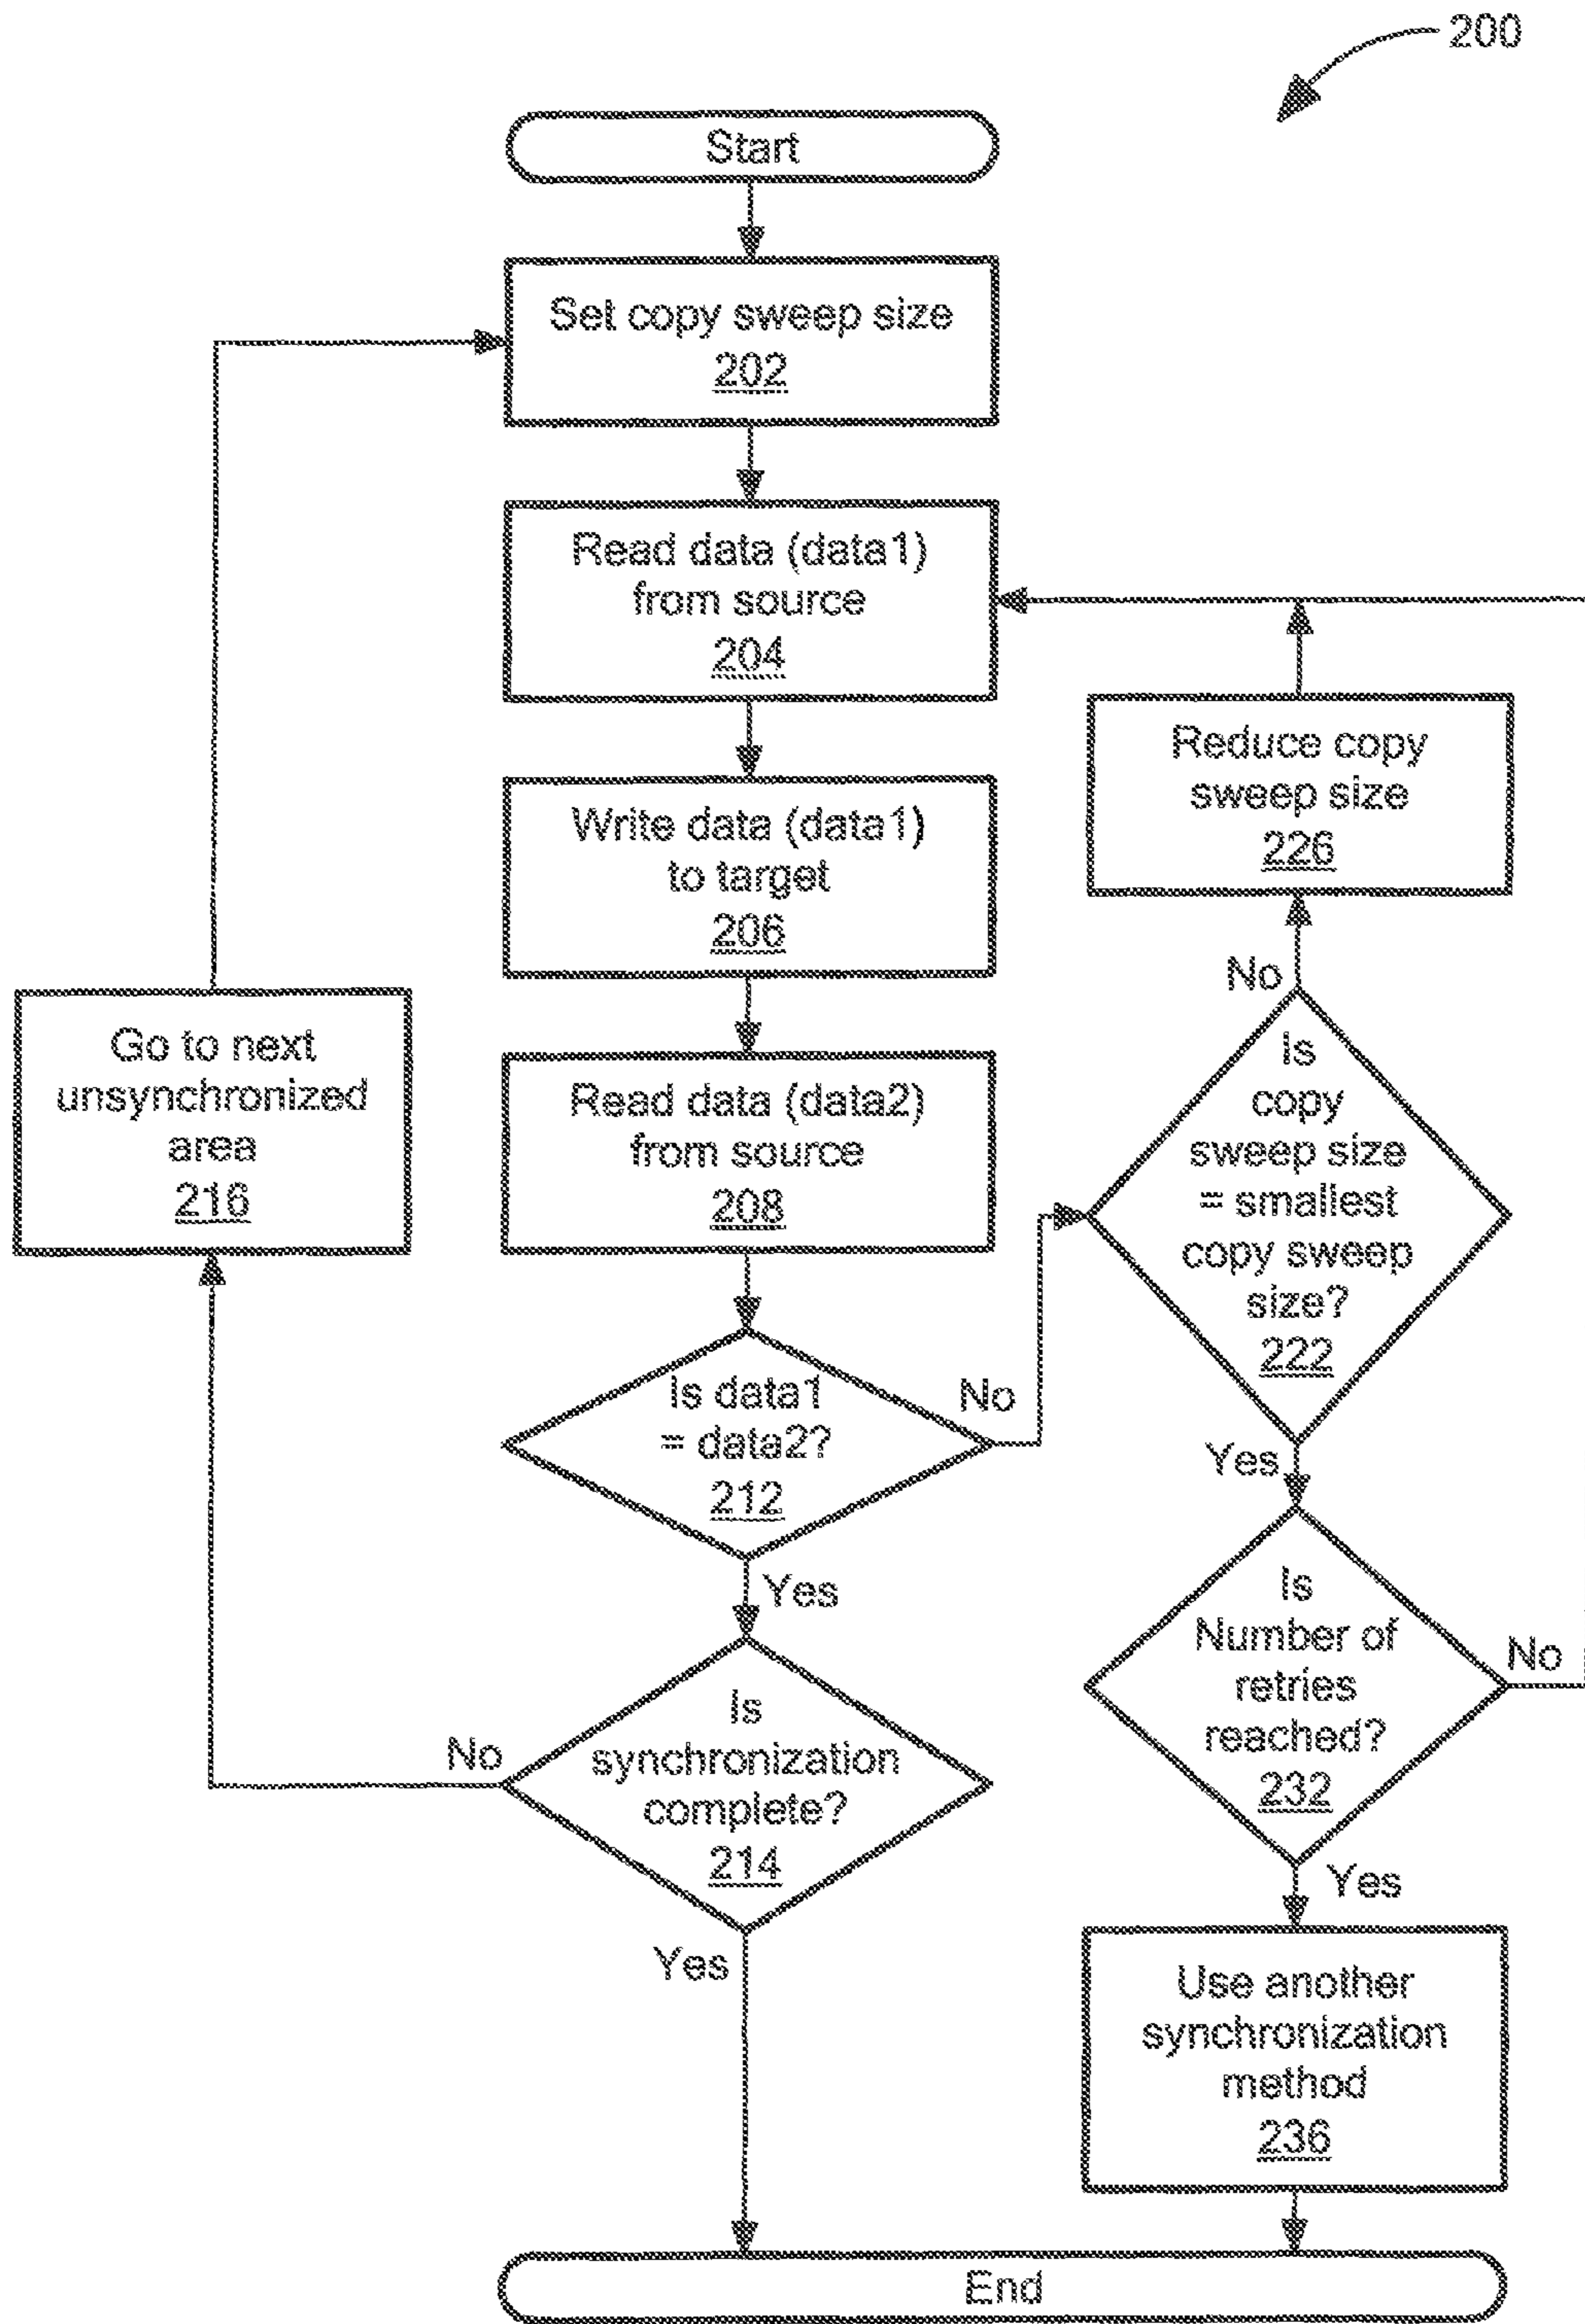 200
Start
Set copy sweep size
202
Read data (data1)
from source
204
Write data (data1)
to target
206
Reduce copy
sweep size
226
No
Go to next
unsynchronized
area
216
Read data (data2)
from source
208
Is
copy
sweep size
= smallest
copy sweep
size?
222
Is data1
= data2?
212
No
Yes
Yes
Is
Number of
retries
reached?
232
No
Is
synchronization
complete?
214
No
Yes
Yes
Use another
synchronization
method
236
End